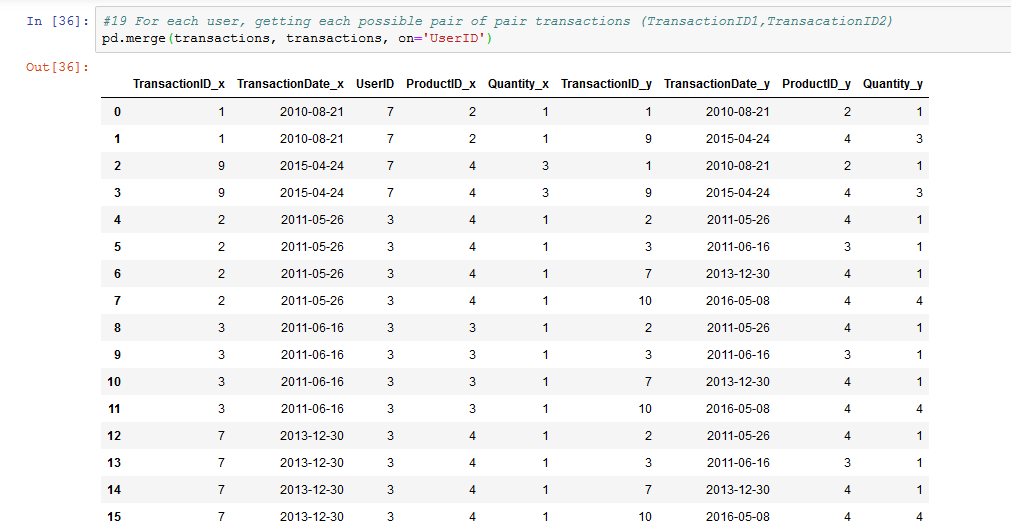 In [36]: #19 For each user, getting each possible pair of pair transactions (TransactionID1,TransacationID2)
pd.merge(transactions, transactions, on='UserID')
Out[36]:
TransactionID_x TransactionDate_x UserID ProductID_x Quantity_x TransactionID_y TransactionDate_y ProductID_y Quantity_y
0 1 2010-08-21 7 2 1 1 2010-08-21 2 1
1 1 2010-08-21 7 2 1 9 2015-04-24 4 3
2 9 2015-04-24 7 4 3 1 2010-08-21 2 1
3 9 2015-04-24 7 4 3 9 2015-04-24 4 3
4 2 2011-05-26 3 4 1 2 2011-05-26 4 1
5 2 2011-05-26 3 4 1 3 2011-06-16 3 1
6 2 2011-05-26 3 4 1 7 2013-12-30 4 1
7 2 2011-05-26 3 4 1 10 2016-05-08 4 4
8 3 2011-06-16 3 3 1 2 2011-05-26 4 1
9 3 2011-06-16 3 3 1 3 2011-06-16 3 1
10 3 2011-06-16 3 3 1 7 2013-12-30 4 1
11 3 2011-06-16 3 3 1 10 2016-05-08 4 4
12 7 2013-12-30 3 4 1 2 2011-05-26 4 1
13 7 2013-12-30 3 4 1 3 2011-06-16 3 1
14 7 2013-12-30 3 4 1 7 2013-12-30 4 1
15 7 2013-12-30 3 4 1 10 2016-05-08 4 4